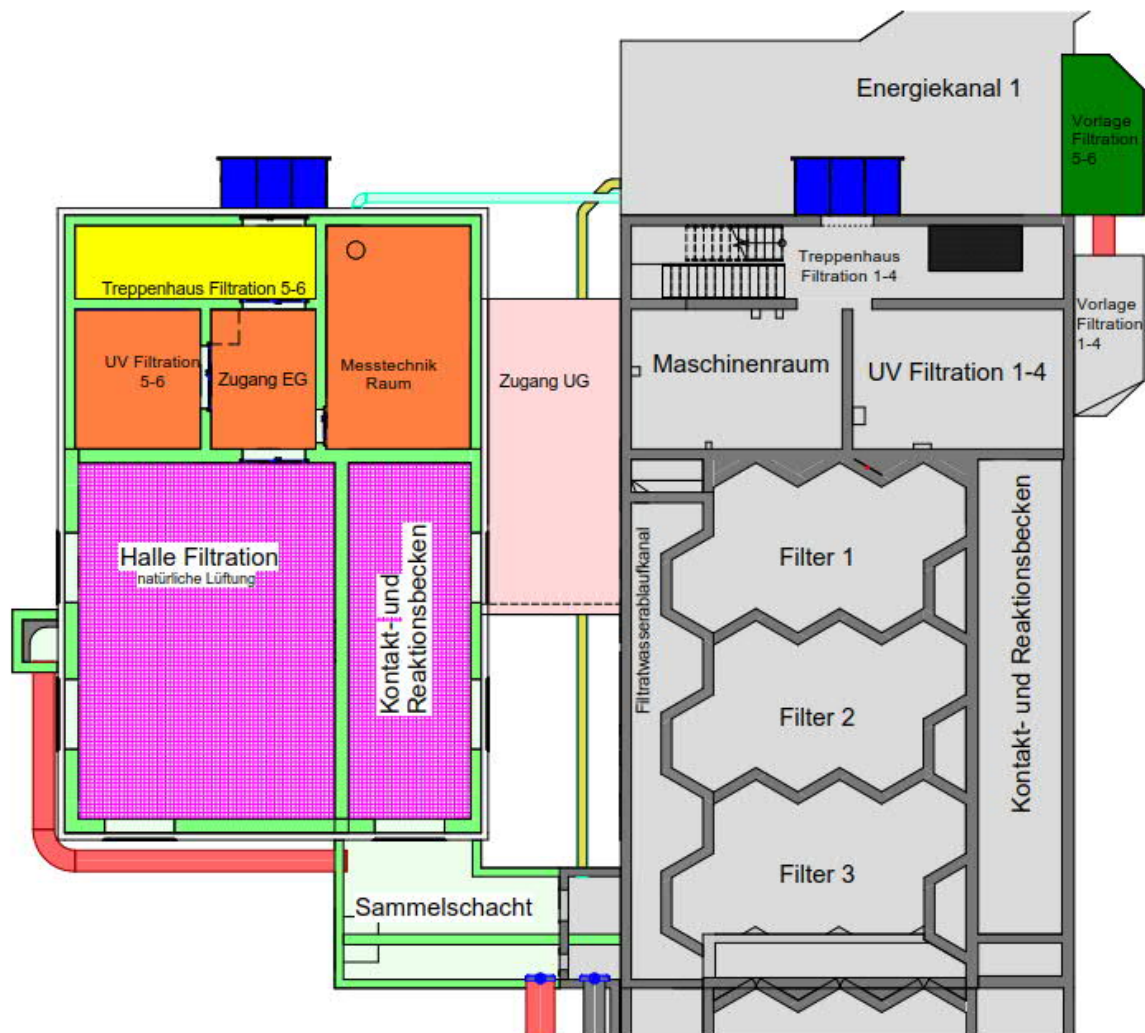 Energiekanal 1
Vorlage
Filtration
5-6
Treppenhaus Filtration 5-6
Treppenhaus
Filtration 1-4
Vorlage
Filtration
1-4
UV Filtration
5-6
Zugang EG
Messtechnik
Raum
Zugang UG
Maschinenraum
UV Filtration 1-4
Halle Filtration
natürliche Lüftung
Kontakt- und
Reaktionsbecken
Filtratwasserablaufkanal
Filter 1
Filter 2
Filter 3
Kontakt- und Reaktionsbecken
Sammelschacht